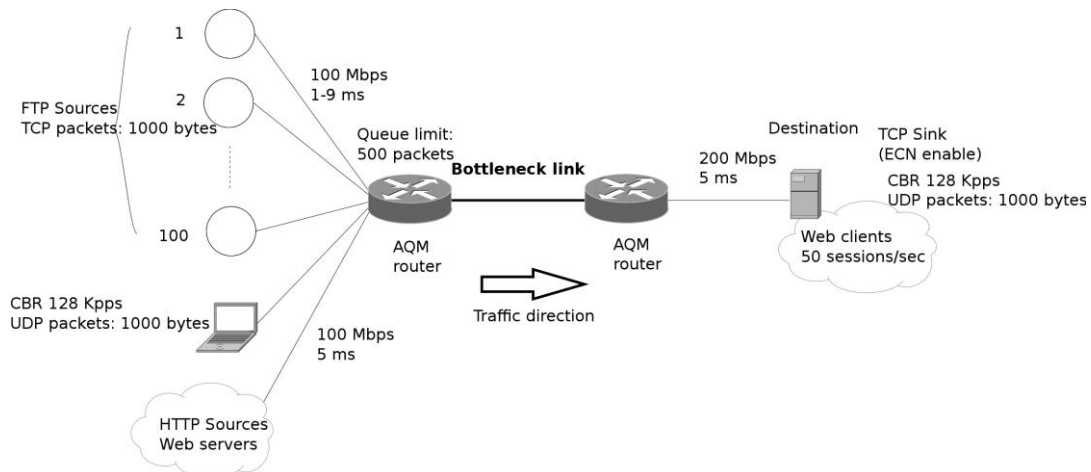 1
2
100
FTP Sources
TCP packets: 1000 bytes
100 Mbps
1-9 ms
Queue limit:
500 packets
Bottleneck link
AQM
router
AQM
router
Traffic direction
200 Mbps
5 ms
Destination
TCP Sink
(ECN enable)
CBR 128 Kpps
UDP packets: 1000 bytes
Web clients
50 sessions/sec
CBR 128 Kpps
UDP packets: 1000 bytes
100 Mbps
5 ms
HTTP Sources
Web servers